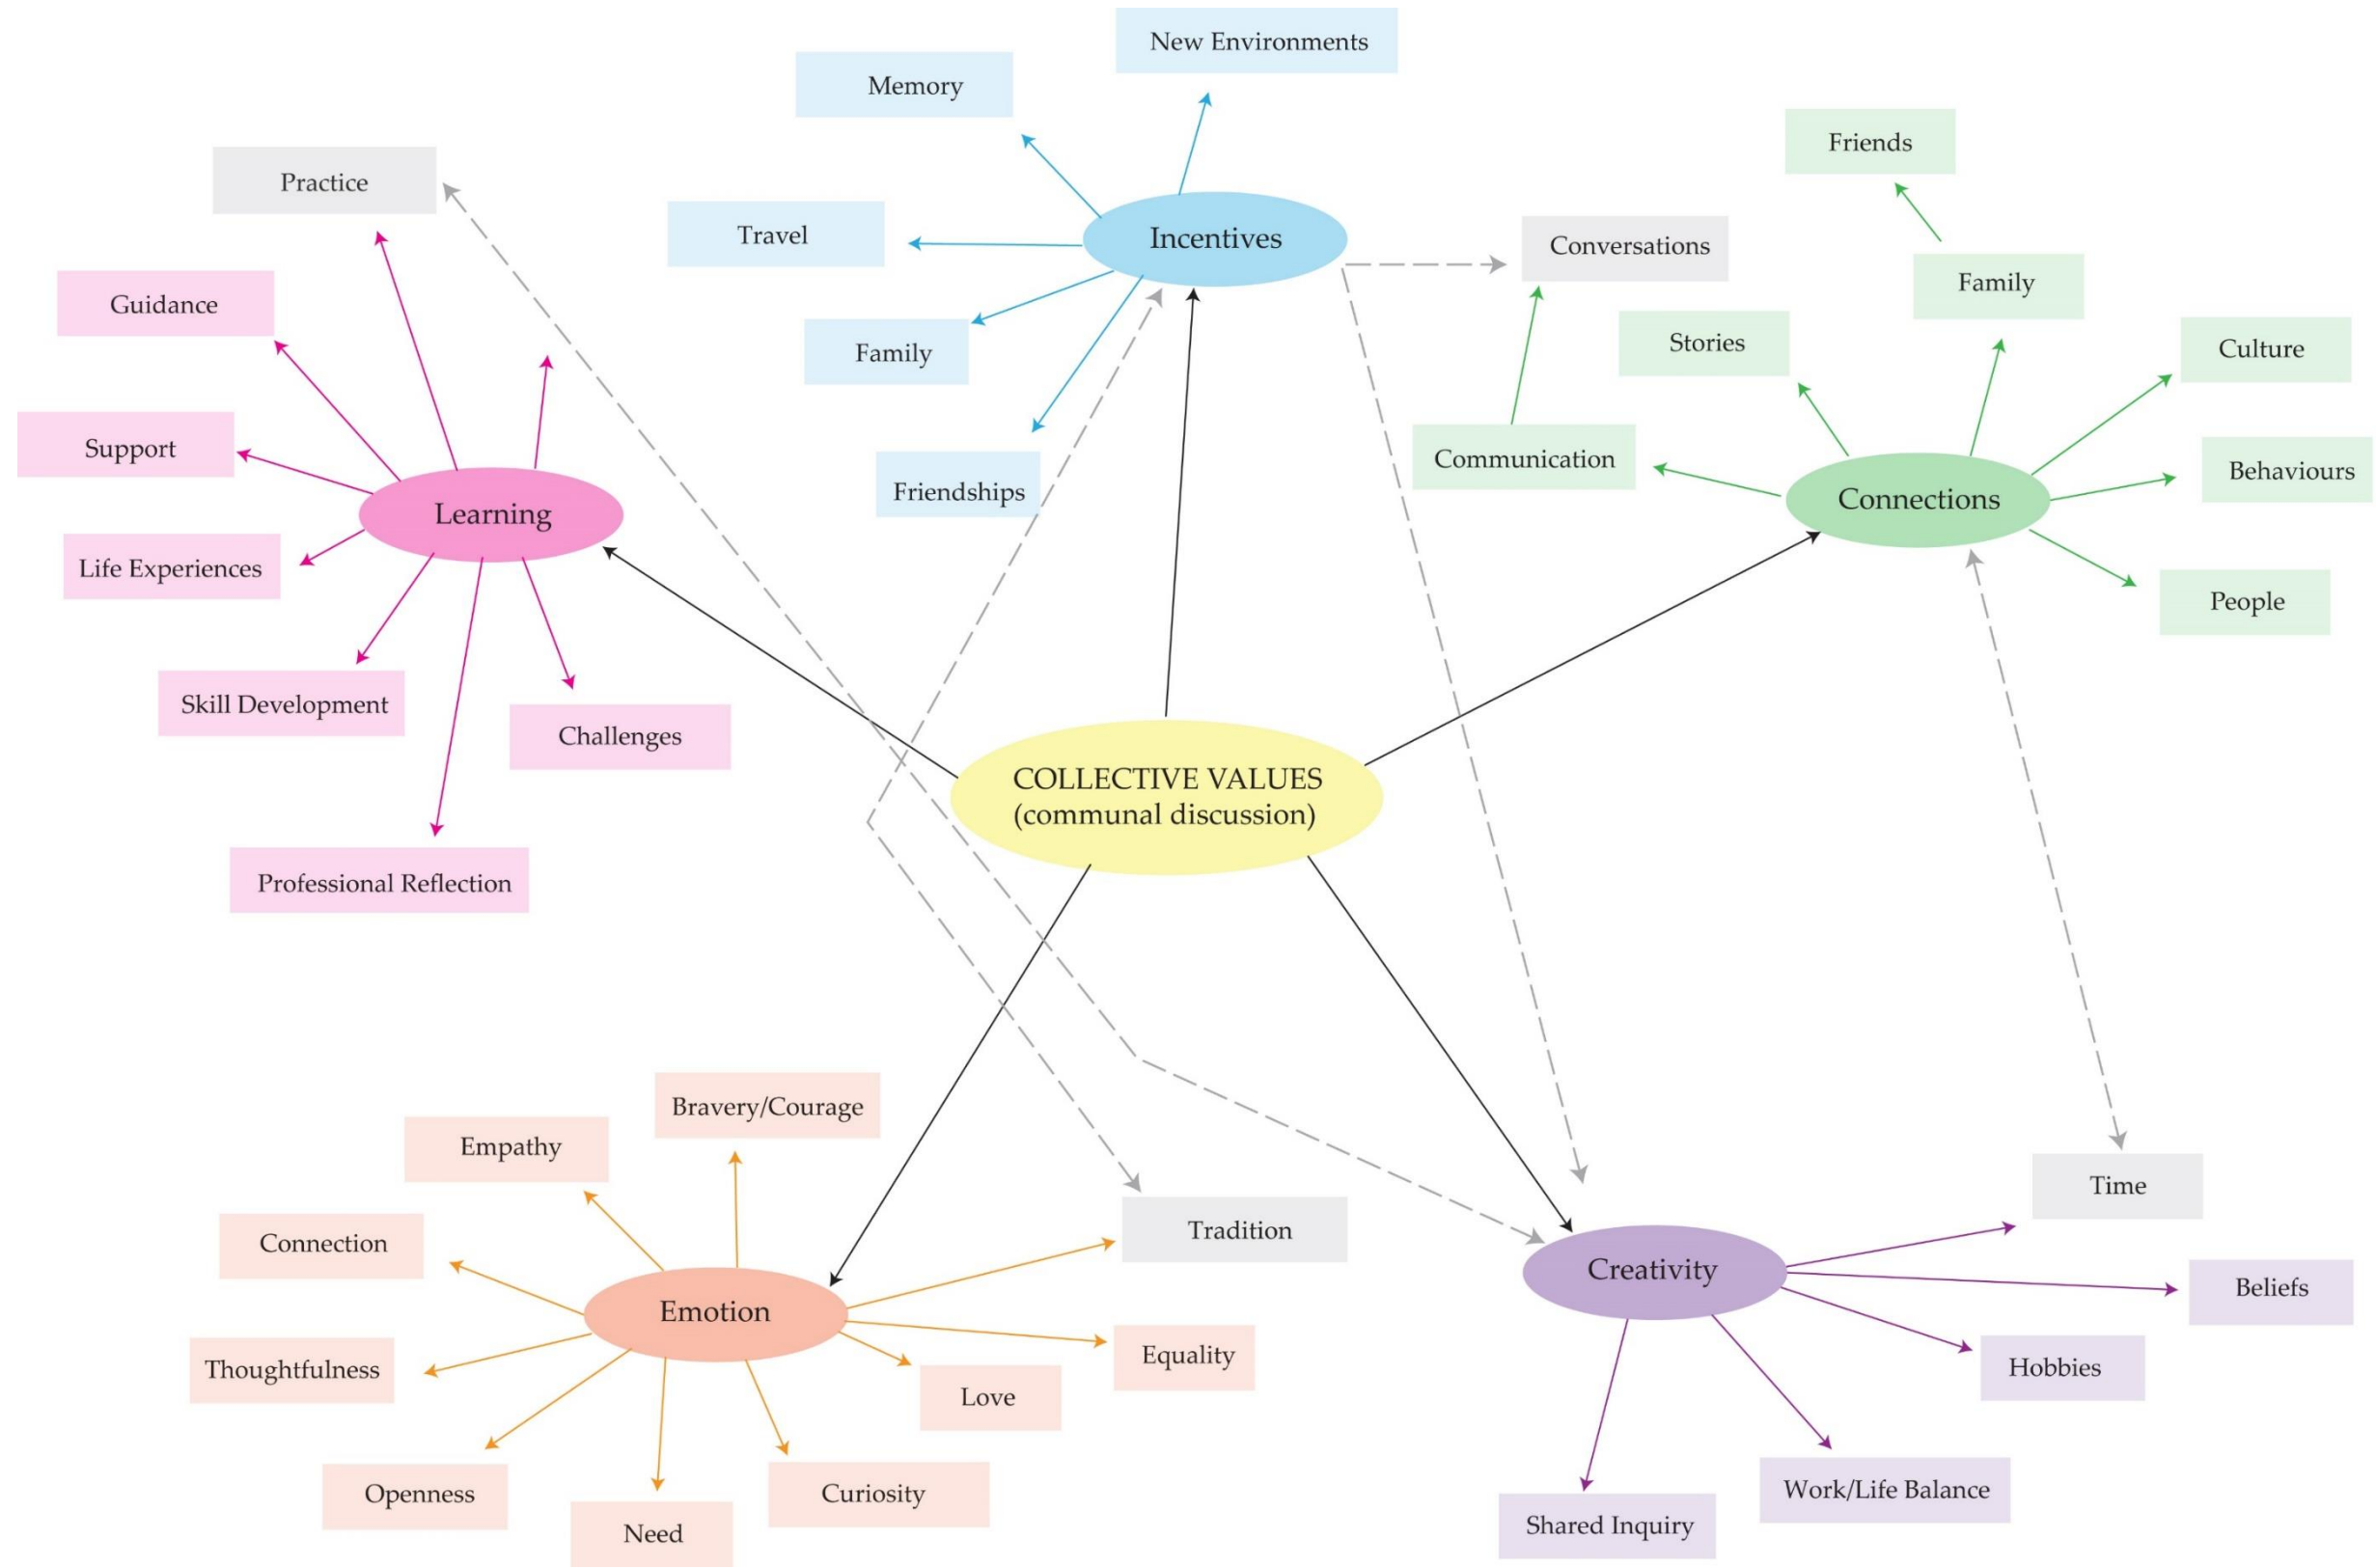 New Environments
Memory
Travel
Family
Friendships
Incentives
Practice
Guidance
Support
Life Experiences
Skill Development
Professional Reflection
Challenges
Learning
Friends
Family
Conversations
Stories
Culture
Communication
Behaviours
People
Connections
COLLECTIVE VALUES
(communal discussion)
Bravery/Courage
Empathy
Connection
Thoughtfulness
Openness
Need
Curiosity
Love
Equality
Tradition
Emotion
Time
Beliefs
Hobbies
Work/Life Balance
Shared Inquiry
Creativity